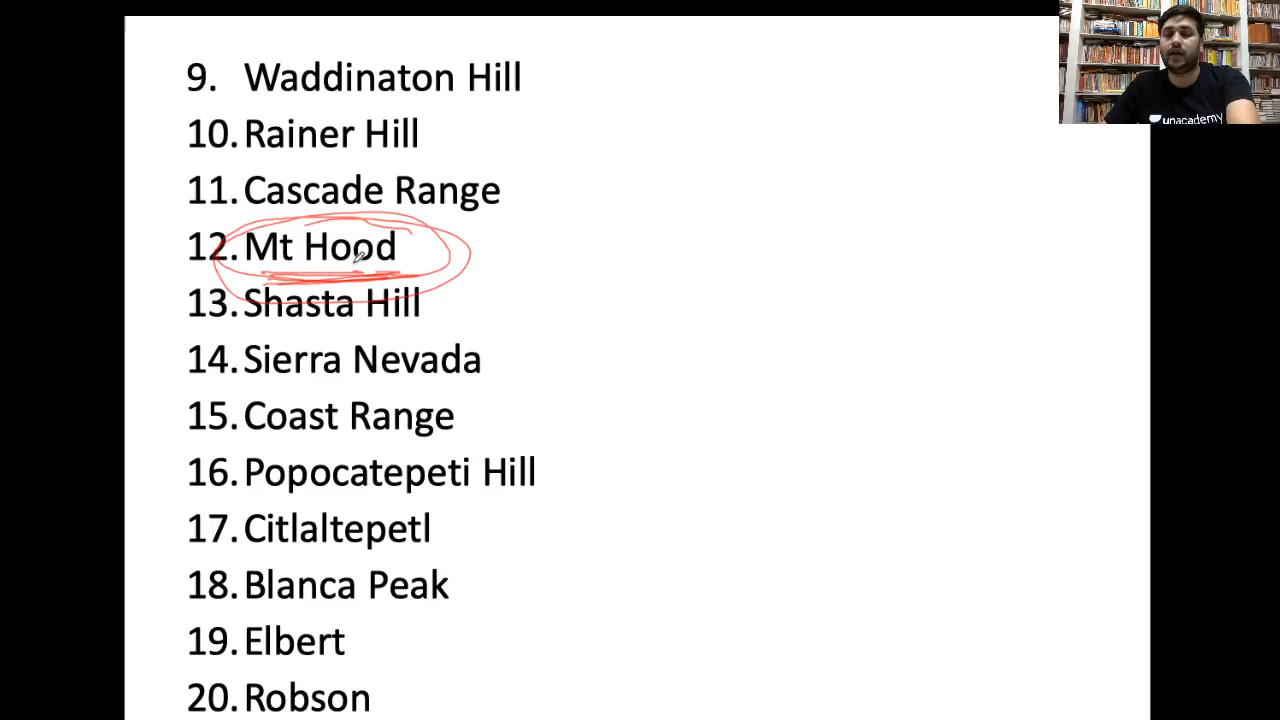 9. Waddinaton Hill
10. Rainer Hill
11. Cascade Range
12. Mt Hood
13. Shasta Hill
14. Sierra Nevada
15. Coast Range
16. Popocatepeti Hill
17. Citlaltepetl
18. Blanca Peak
19. Elbert
20. Robson
unacademy